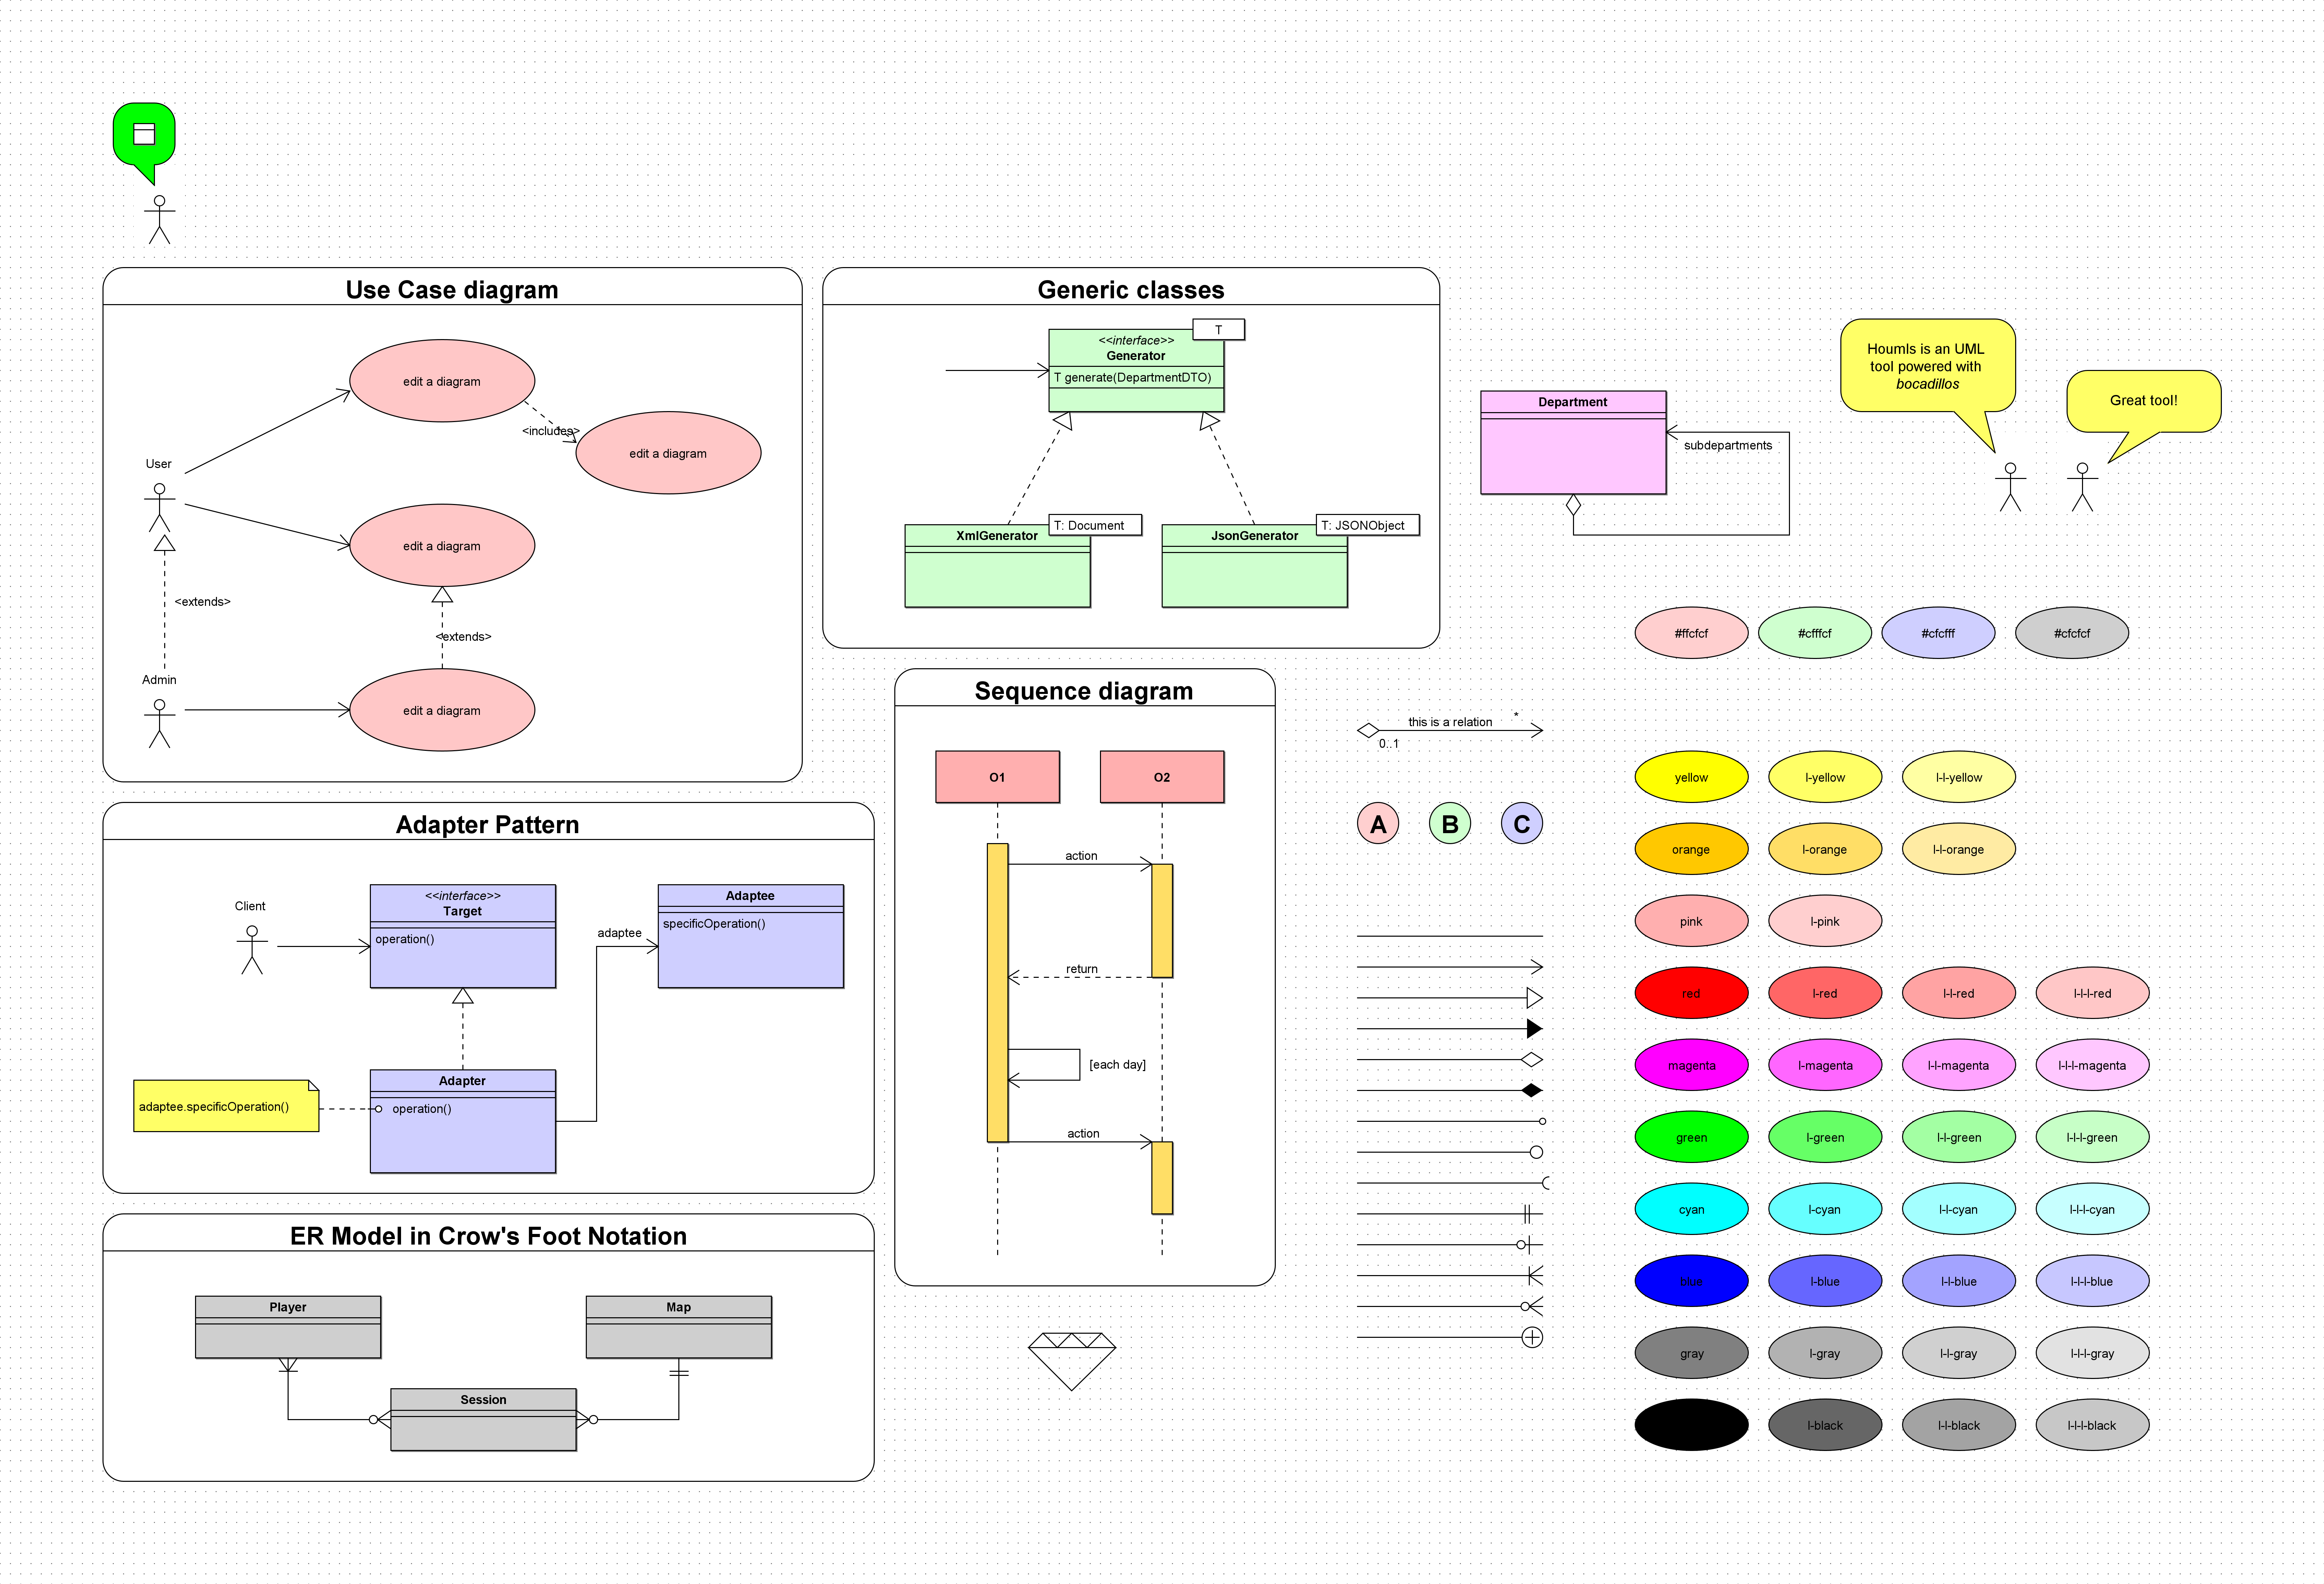 Use Case diagram
edit a diagram
<includes>
edit a diagram
User
edit a diagram
<extends>
<extends>
Admin
edit a diagram
Generic classes
T
<<interface>>
Generator
T generate(DepartmentDTO)
T: Document
XmlGenerator
T: JSONObject
JsonGenerator
Department
subdepartments
Houmls is an UML
tool powered with
bocadillos
Great tool!
#ffcfcf
#cfffcf
#cfcfff
#cfcfcf
Adapter Pattern
Client
<<interface>>
Target
operation()
adaptee
Adaptee
specificOperation()
adaptee.specificOperation()
Adapter
operation()
Sequence diagram
O1
O2
action
return
[each day]
action
this is a relation
*
0..1
A
B
C
yellow
l-yellow
l-l-yellow
orange
l-orange
l-l-orange
pink
l-pink
red
l-red
l-l-red
l-l-l-red
magenta
l-magenta
l-l-magenta
l-l-l-magenta
green
l-green
l-l-green
l-l-l-green
cyan
l-cyan
l-l-cyan
l-l-l-cyan
blue
l-blue
l-l-blue
l-l-l-blue
gray
l-gray
l-l-gray
l-l-l-gray
l-black
l-l-black
l-l-l-black
ER Model in Crow's Foot Notation
Player
Map
Session